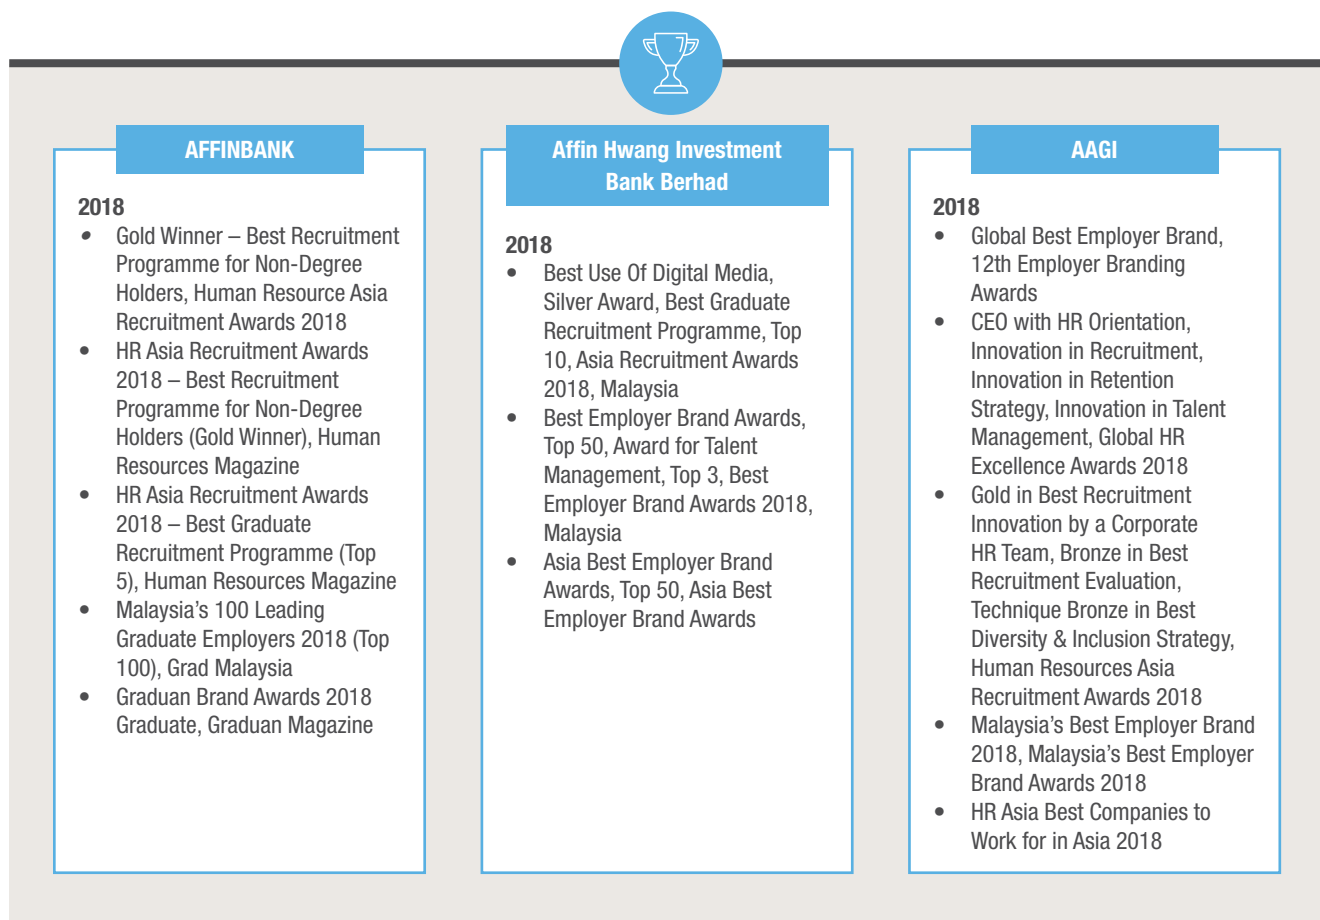 AFFINBANK
2018
• Gold Winner – Best Recruitment
Programme for Non-Degree
Holders, Human Resource Asia
Recruitment Awards 2018
• HR Asia Recruitment Awards
2018 – Best Recruitment
Programme for Non-Degree
Holders (Gold Winner), Human
Resources Magazine
• HR Asia Recruitment Awards
2018 – Best Graduate
Recruitment Programme (Top
5), Human Resources Magazine
• Malaysia’s 100 Leading
Graduate Employers 2018 (Top
100), Grad Malaysia
• Graduan Brand Awards 2018
Graduate, Graduan Magazine
Affin Hwang Investment
Bank Berhad
2018
• Best Use Of Digital Media,
Silver Award, Best Graduate
Recruitment Programme, Top
10, Asia Recruitment Awards
2018, Malaysia
• Best Employer Brand Awards,
Top 50, Award for Talent
Management, Top 3, Best
Employer Brand Awards 2018,
Malaysia
• Asia Best Employer Brand
Awards, Top 50, Asia Best
Employer Brand Awards
AAGI
2018
• Global Best Employer Brand,
12th Employer Branding
Awards
• CEO with HR Orientation,
Innovation in Recruitment,
Innovation in Retention
Strategy, Innovation in Talent
Management, Global HR
Excellence Awards 2018
• Gold in Best Recruitment
Innovation by a Corporate
HR Team, Bronze in Best
Recruitment Evaluation,
Technique Bronze in Best
Diversity & Inclusion Strategy,
Human Resources Asia
Recruitment Awards 2018
• Malaysia’s Best Employer Brand
2018, Malaysia’s Best Employer
Brand Awards 2018
• HR Asia Best Companies to
Work for in Asia 2018